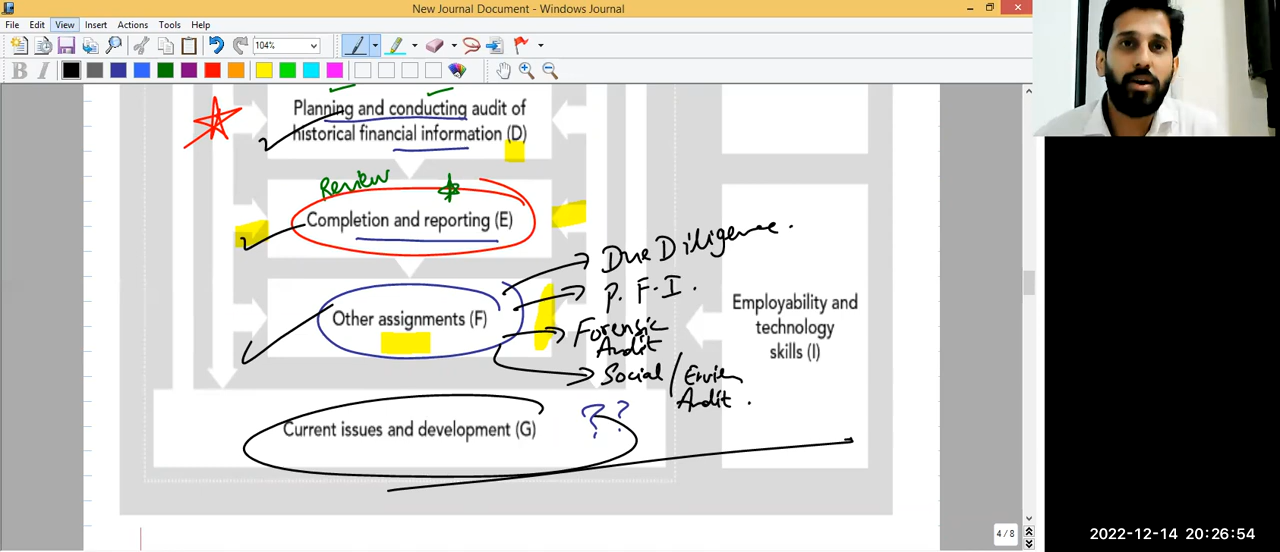 New Journal Document - Windows Journal
File Edit View Insert Actions Tools Help
104%
B I
Planning and conducting audit of
historical financial information (D)
Review
Completion and reporting (E)
Due Diligence.
P. F. I.
Other assignments (F)
Forensic
Audit
Social /
Audit.
Employability and
technology
skills (I)
Current issues and development (G)
? ?
4 / 8
2022-12-14 20:26:54